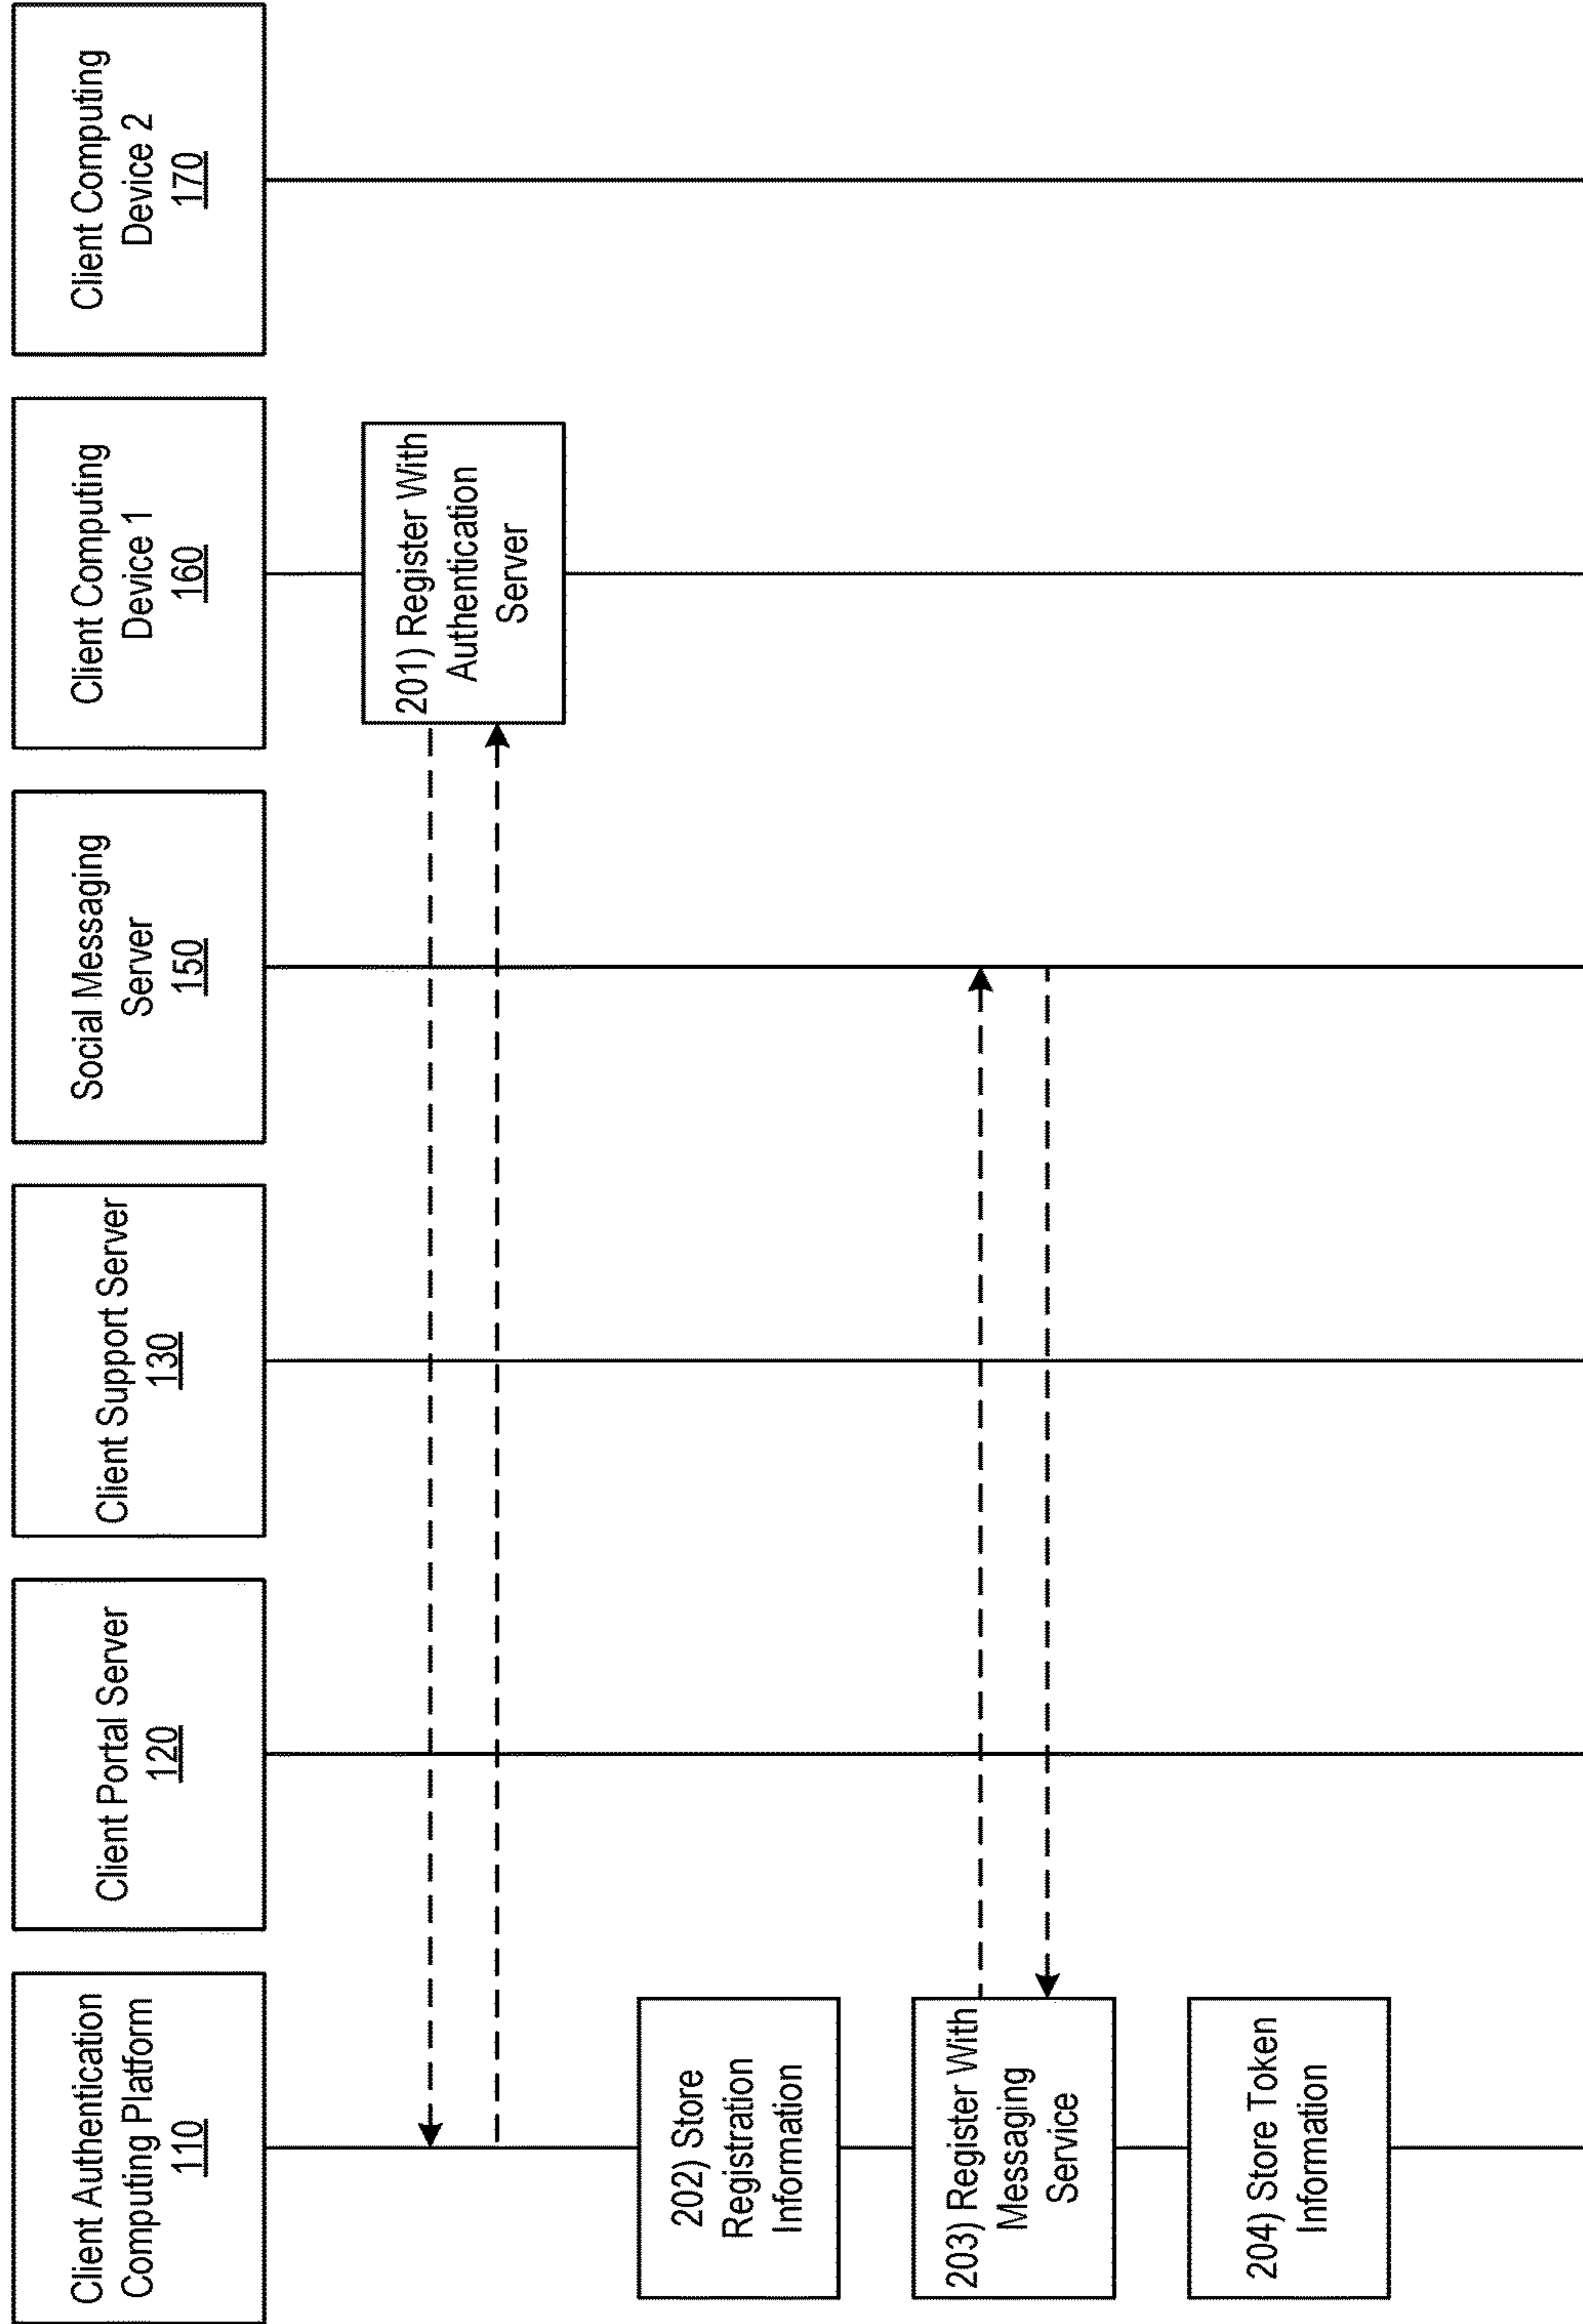 Client Authentication
Computing Platform
110
Client Portal Server
120
Client Support Server
130
Social Messaging
Server
150
Client Computing
Device 1
160
Client Computing
Device 2
170
201) Register With
Authentication
Server
202) Store
Registration
Information
203) Register With
Messaging
Service
204) Store Token
Information